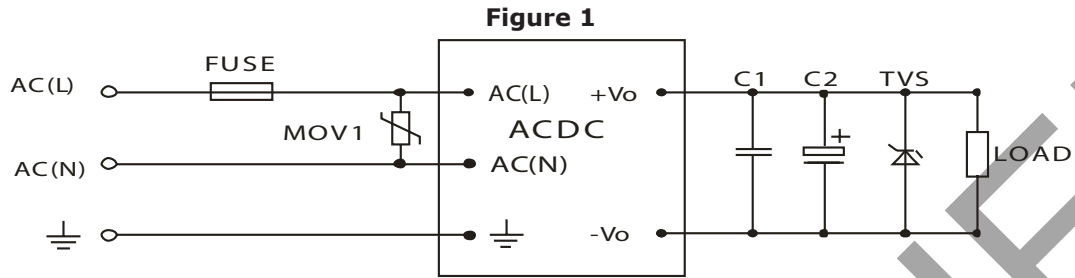 Figure 1
FUSE
C1 C2 TVS
AC(L) AC(L) +Vo
MOV1 ACDC + LOAD
AC(N) AC(N)
-Vo